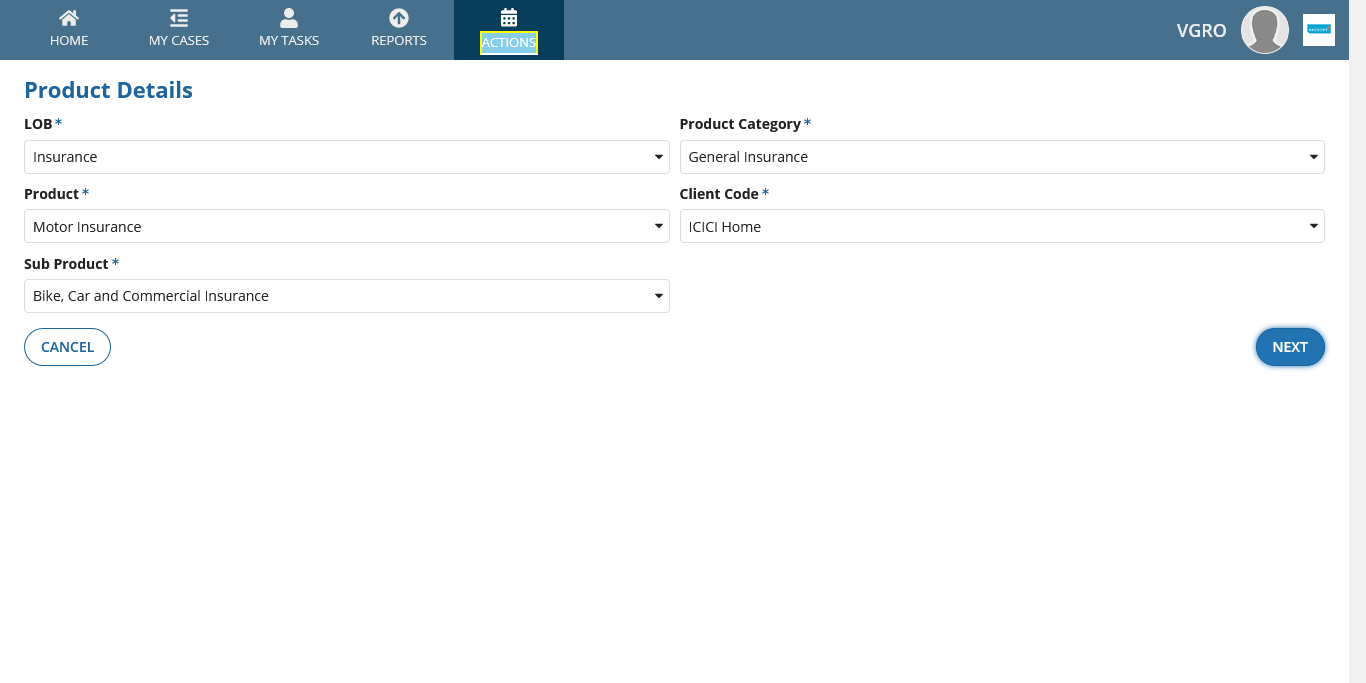 HOME
MY CASES
MY TASKS
REPORTS
ACTIONS
VGRO
Product Details
LOB *
Product Category *
Insurance
General Insurance
Product *
Client Code *
Motor Insurance
ICICI Home
Sub Product *
Bike, Car and Commercial Insurance
CANCEL
NEXT